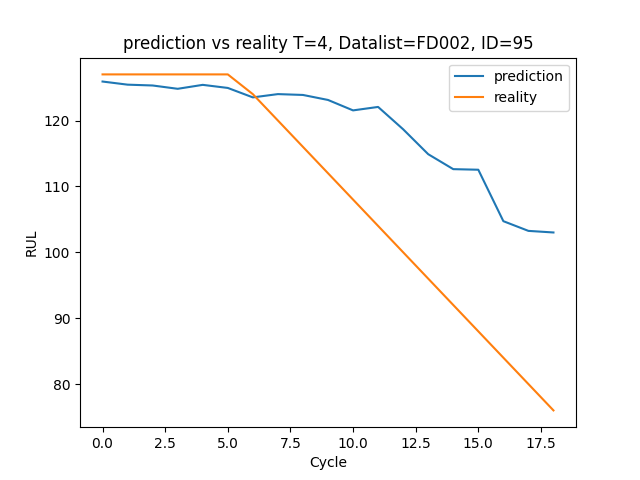 prediction vs reality T=4, Datalist=FD002, ID=95
prediction
reality
RUL
120
110
100
90
80
0.0 2.5 5.0 7.5 10.0 12.5 15.0 17.5
Cycle